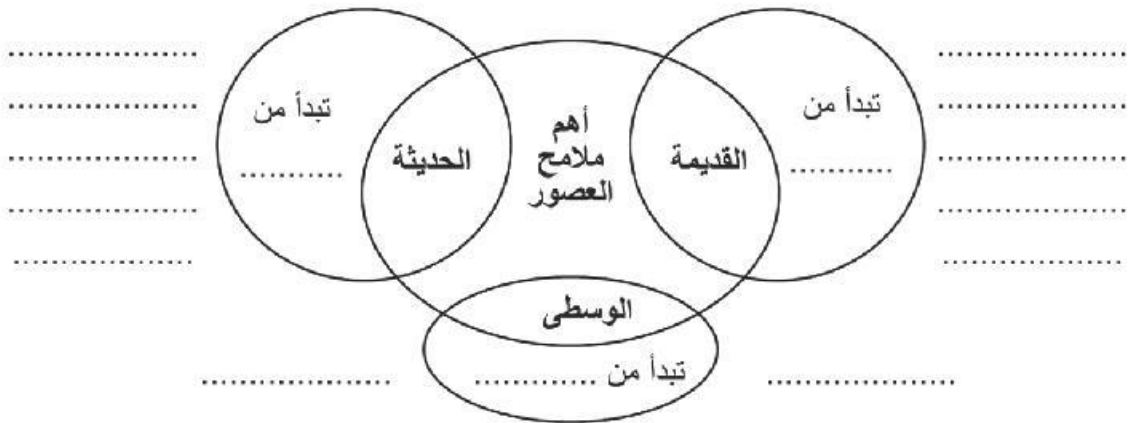 تبدأ من
..........
القديمة
أهم
ملامح
العصور
الحديثة
تبدأ من
..........
الوسطى
تبدأ من ............